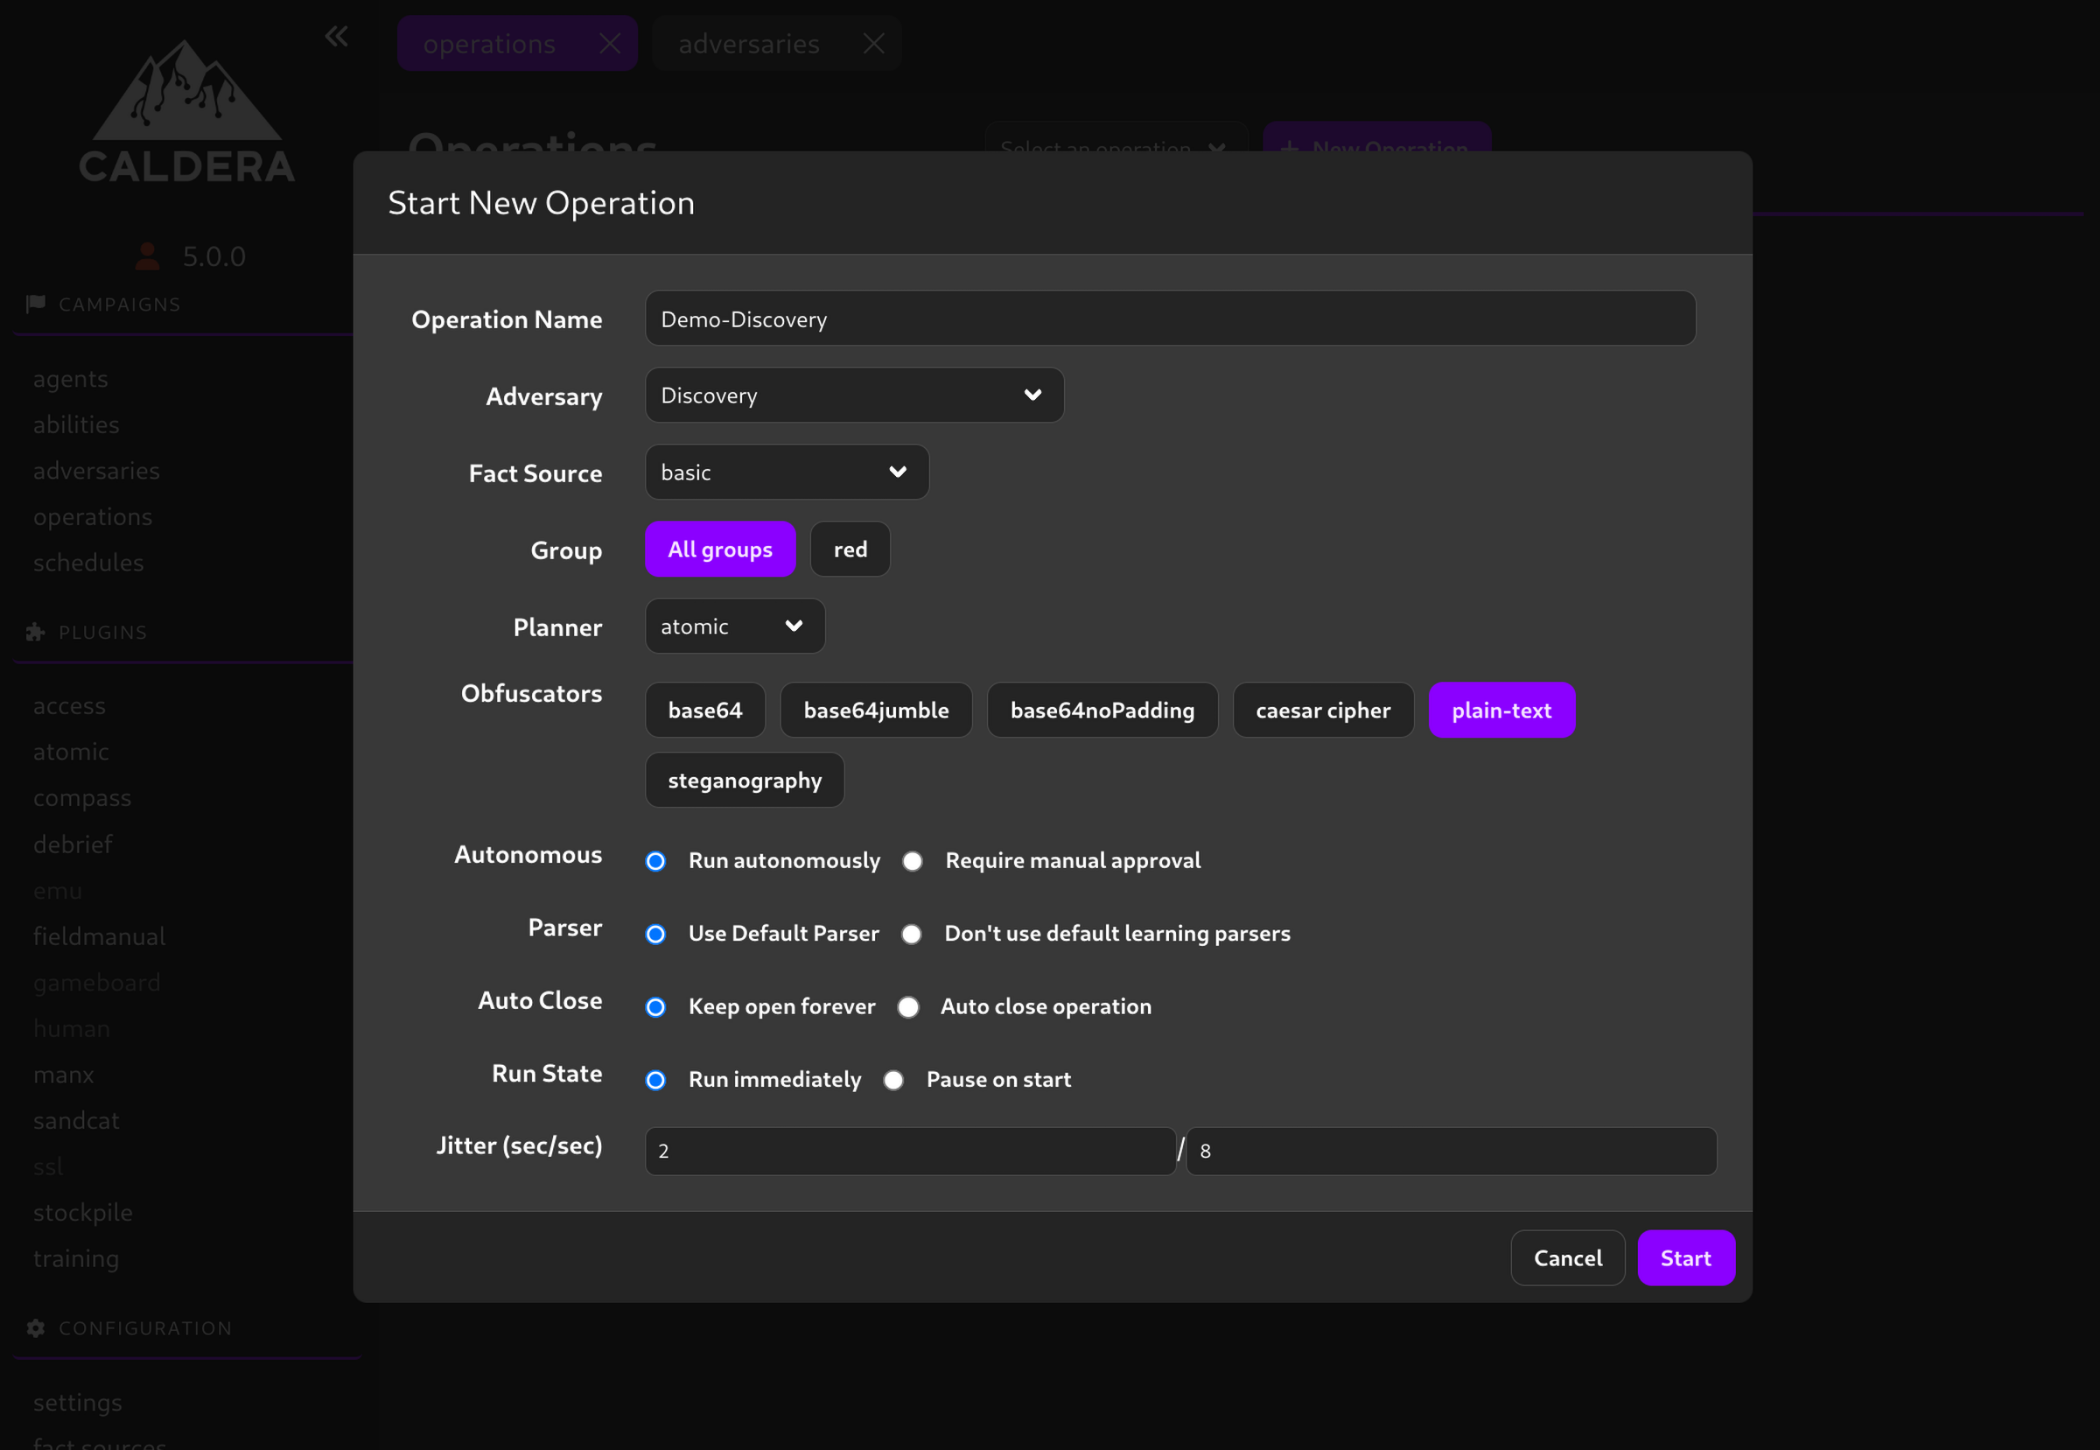 operations
adversaries
CALDERA
Operations
Select an operation
+ New Operation
5.0.0
CAMPAIGNS
agents
abilities
adversaries
operations
schedules
PLUGINS
access
atomic
compass
debrief
emu
fieldmanual
gameboard
human
manx
sandcat
ssl
stockpile
training
CONFIGURATION
settings
fact sources
Start New Operation
Operation Name Demo-Discovery
Adversary Discovery
Fact Source basic
Group All groups red
Planner atomic
Obfuscators base64 base64jumble base64noPadding caesar cipher plain-text
steganography
Autonomous Run autonomously Require manual approval
Parser Use Default Parser Don't use default learning parsers
Auto Close Keep open forever Auto close operation
Run State Run immediately Pause on start
Jitter (sec/sec) 2 / 8
Cancel Start